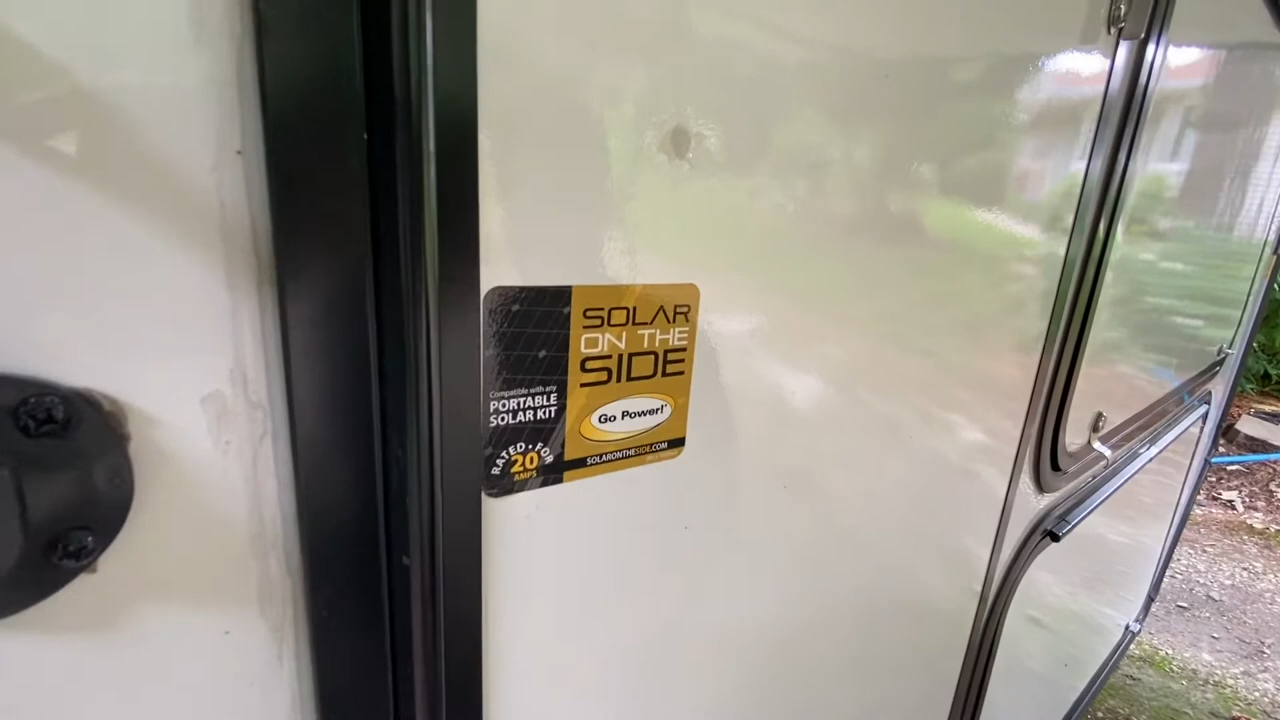 SOLAR
ON THE
SIDE
Compatible with any
PORTABLE
SOLAR KIT
Go Power!
RATED • FOR
20
AMPS
SOLARONTHESIDE.COM